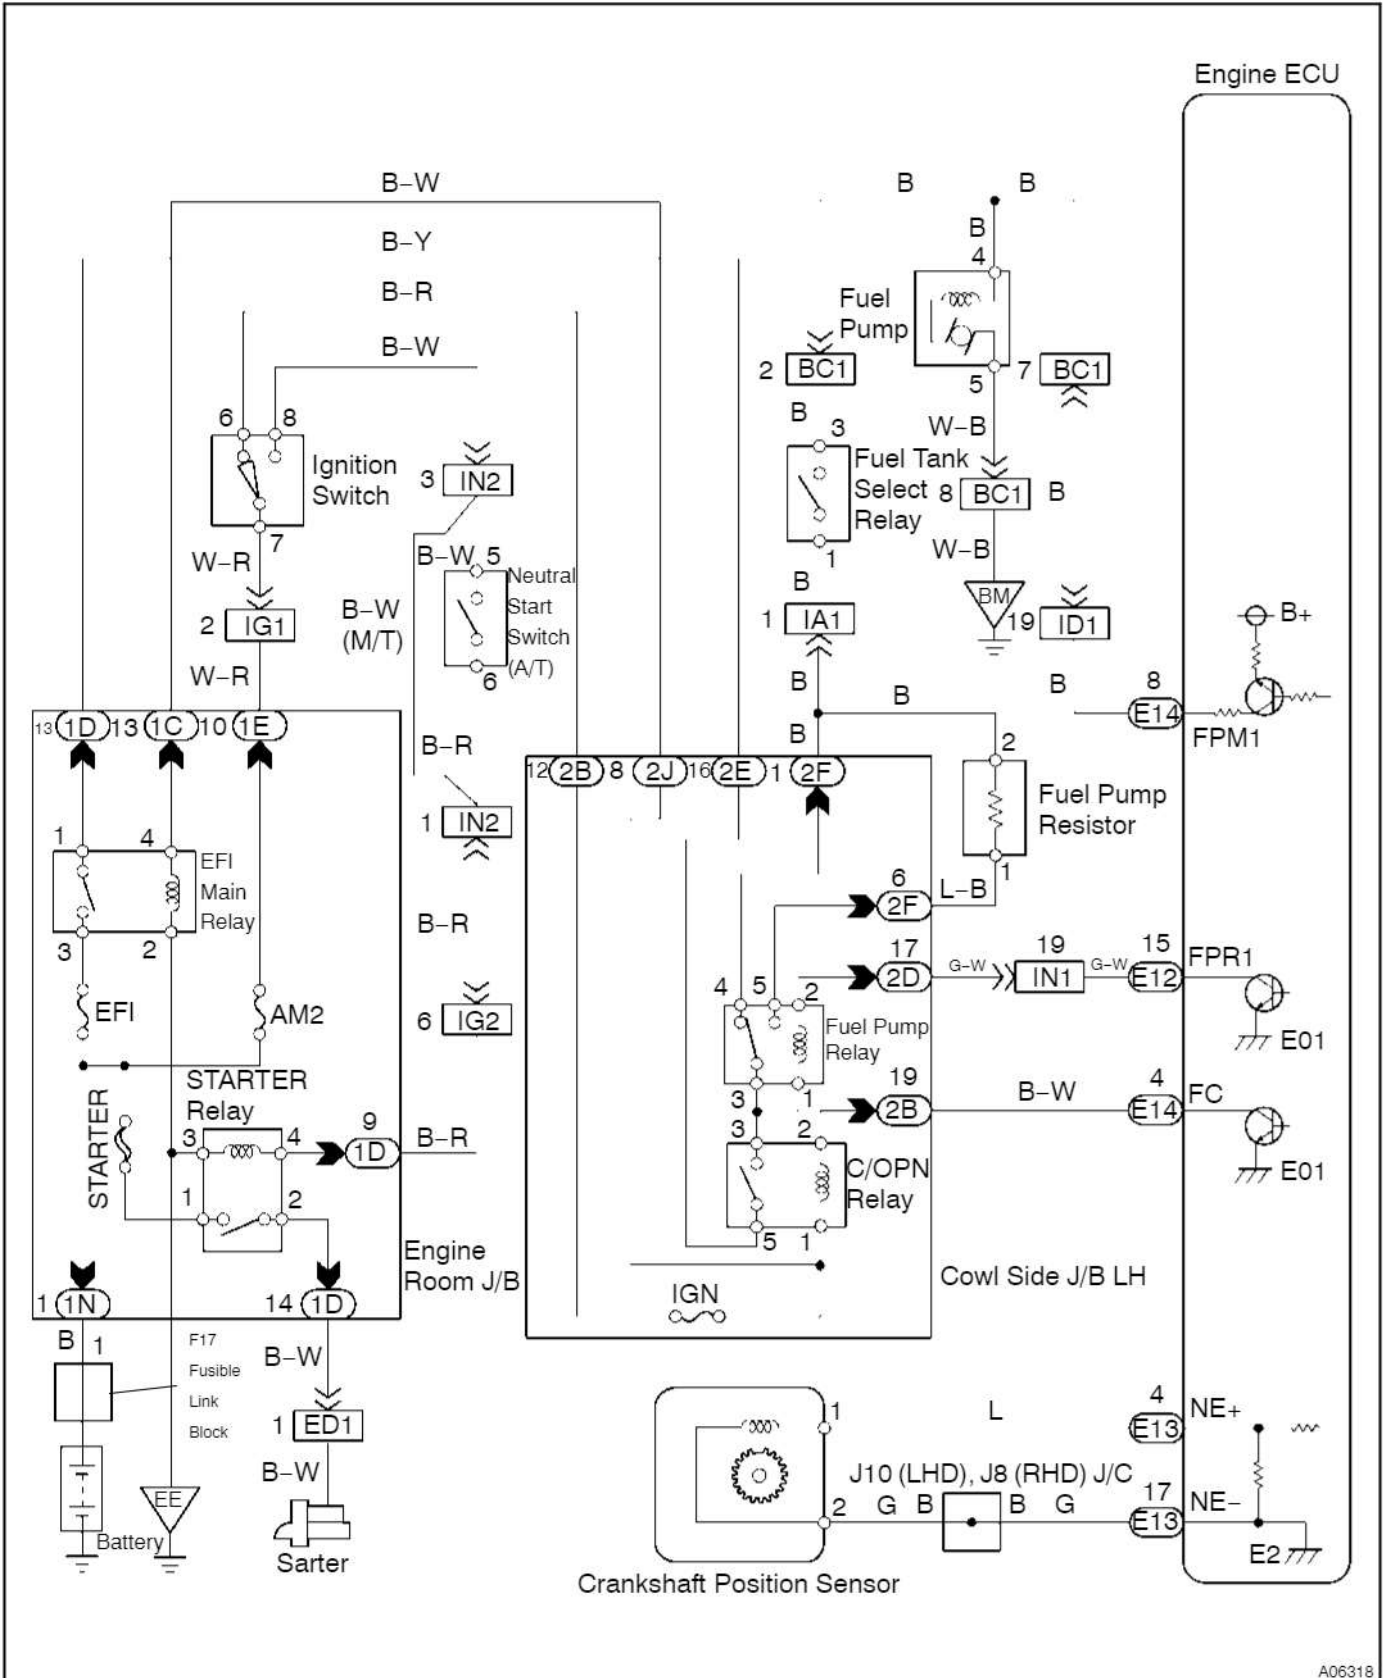 Engine ECU
B−W
B
B
B−Y
B
4
B−R
Fuel
Pump
B−W
2
BC1
5
7
BC1
6
8
B
3
W−B
Ignition
Switch
3
IN2
Fuel Tank
Select
Relay
8
BC1
B
7
W−R
B−W
5
1
W−B
Neutral
Start
Switch
(A/T)
B
BM
B−W
(M/T)
2
IG1
1
IA1
19
ID1
B+
W−R
6
B
B
B
8
E14
FPM1
13
1D
13
1C
10
1E
B−R
B
2
12
2B
8
2J
16
2E
1
2F
Fuel Pump
Resistor
1
IN2
1
4
EFI
Main
Relay
1
6
2F
L−B
3
2
B−R
17
2D
G−W
19
IN1
G−W
15
E12
FPR1
4
5
2
EFI
AM2
6
IG2
Fuel Pump
Relay
E01
STARTER
Relay
3
1
19
2B
B−W
4
E14
FC
STARTER
3
4
9
1D
B−R
3
2
C/OPN
Relay
E01
1
2
5
1
Engine
Room J/B
Cowl Side J/B LH
IGN
1
1N
14
1D
B
1
F17
Fusible
Link
Block
B−W
1
ED1
1
L
4
E13
NE+
B−W
J10 (LHD), J8 (RHD) J/C
EE
2
G
B
B
G
17
E13
NE−
Battery
Sarter
E2
Crankshaft Position Sensor
A06318